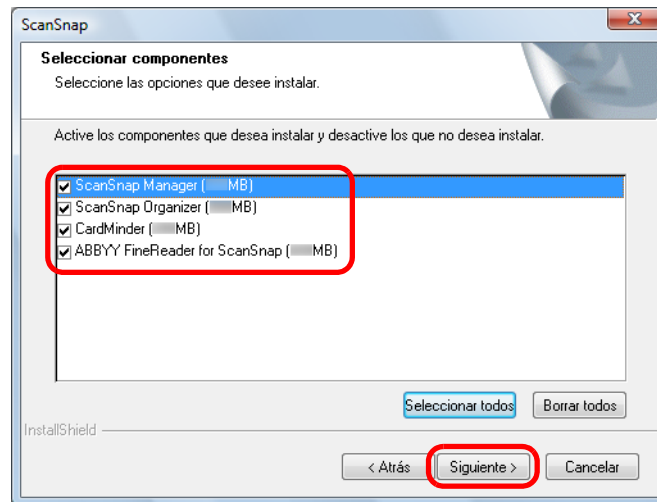 ScanSnap
Seleccionar componentes
Seleccione las opciones que desee instalar.
Active los componentes que desea instalar y desactive los que no desea instalar.
ScanSnap Manager ( MB)
ScanSnap Organizer ( MB)
CardMinder ( MB)
ABBYY FineReader for ScanSnap ( MB)
Seleccionar todos Borrar todos
InstallShield
< Atrás Siguiente > Cancelar